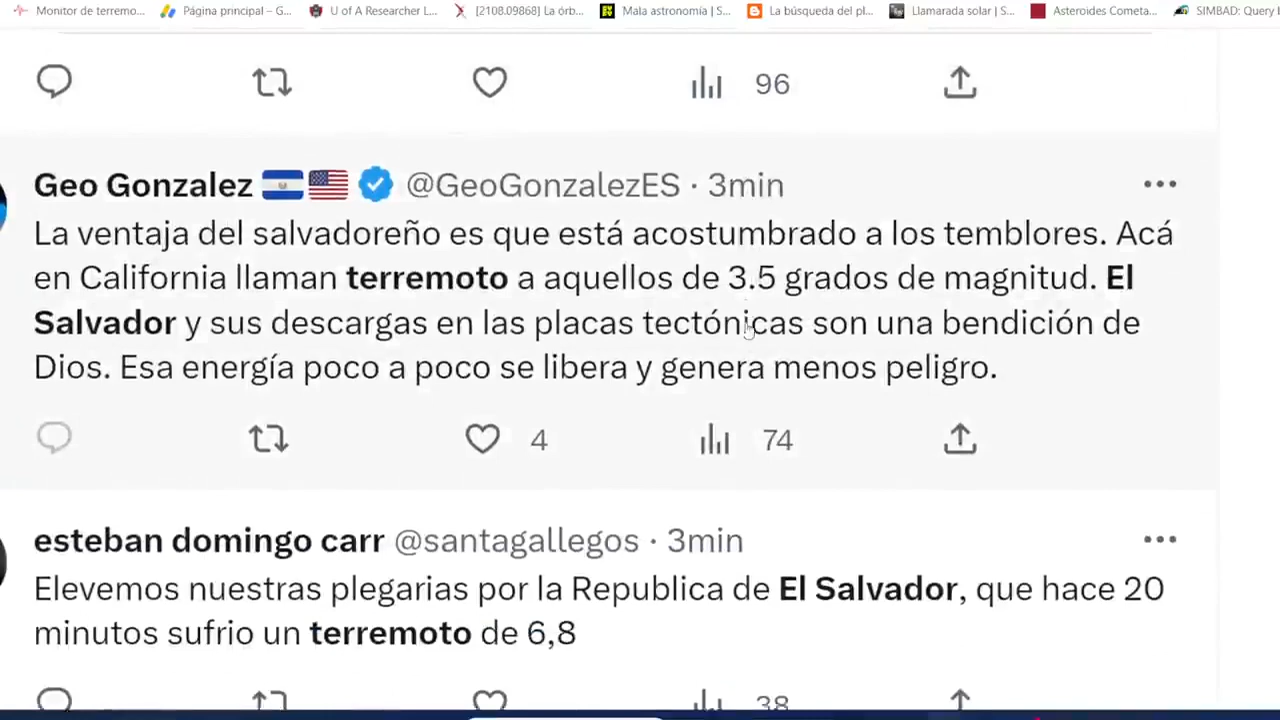 Monitor de terremo...
Página principal – G...
U of A Researcher L...
[2108.09868] La órb...
Mala astronomía | S...
La búsqueda del pl...
Llamarada solar | S...
Asteroides Cometa...
SIMBAD: Query
96
Geo Gonzalez @GeoGonzalezES · 3min
La ventaja del salvadoreño es que está acostumbrado a los temblores. Acá
en California llaman terremoto a aquellos de 3.5 grados de magnitud. El
Salvador y sus descargas en las placas tectónicas son una bendición de
Dios. Esa energía poco a poco se libera y genera menos peligro.
4
74
esteban domingo carr @santagallegos · 3min
Elevemos nuestras plegarias por la Republica de El Salvador, que hace 20
minutos sufrio un terremoto de 6,8
38